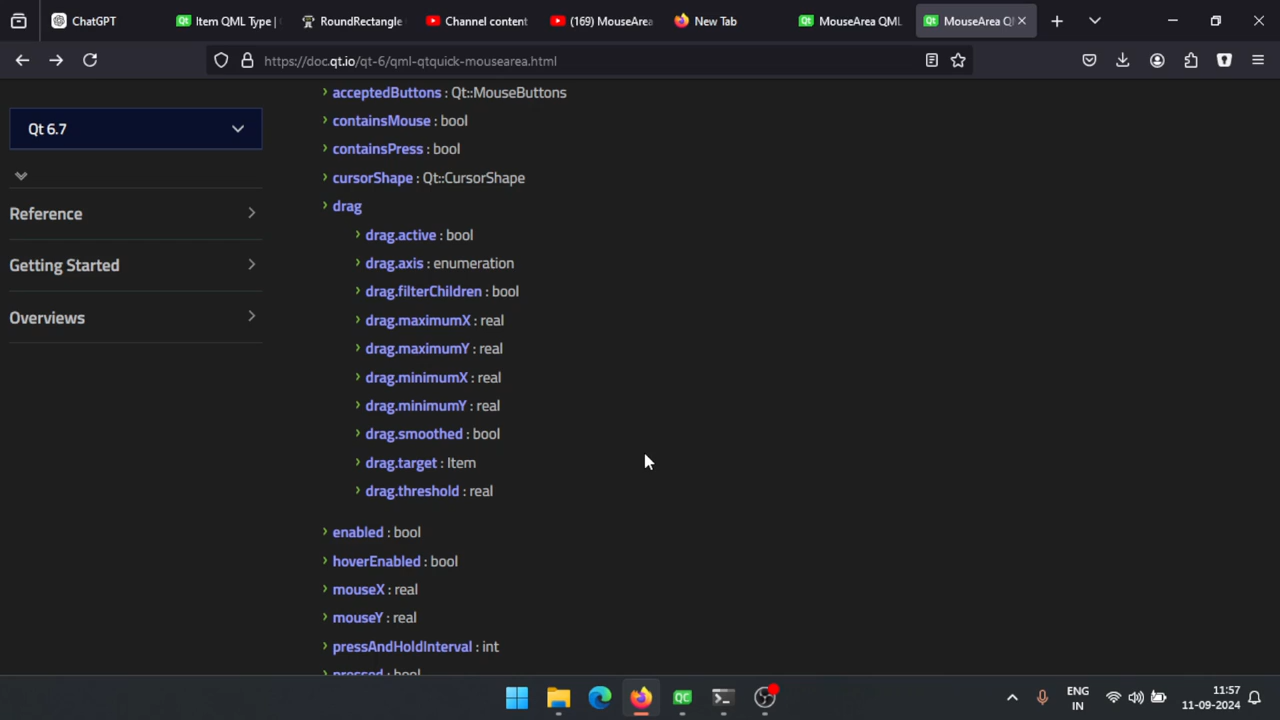 ChatGPT
Item QML Type |
RoundRectangle
Channel content
(169) MouseArea
New Tab
MouseArea QML
MouseArea Q
https://doc.qt.io/qt-6/qml-qtquick-mousearea.html
Qt 6.7
Reference
Getting Started
Overviews
acceptedButtons : Qt::MouseButtons
containsMouse : bool
containsPress : bool
cursorShape : Qt::CursorShape
drag
drag.active : bool
drag.axis : enumeration
drag.filterChildren : bool
drag.maximumX : real
drag.maximumY : real
drag.minimumX : real
drag.minimumY : real
drag.smoothed : bool
drag.target : Item
drag.threshold : real
enabled : bool
hoverEnabled : bool
mouseX : real
mouseY : real
pressAndHoldInterval : int
pressed : bool
ENG
IN
11:57
11-09-2024